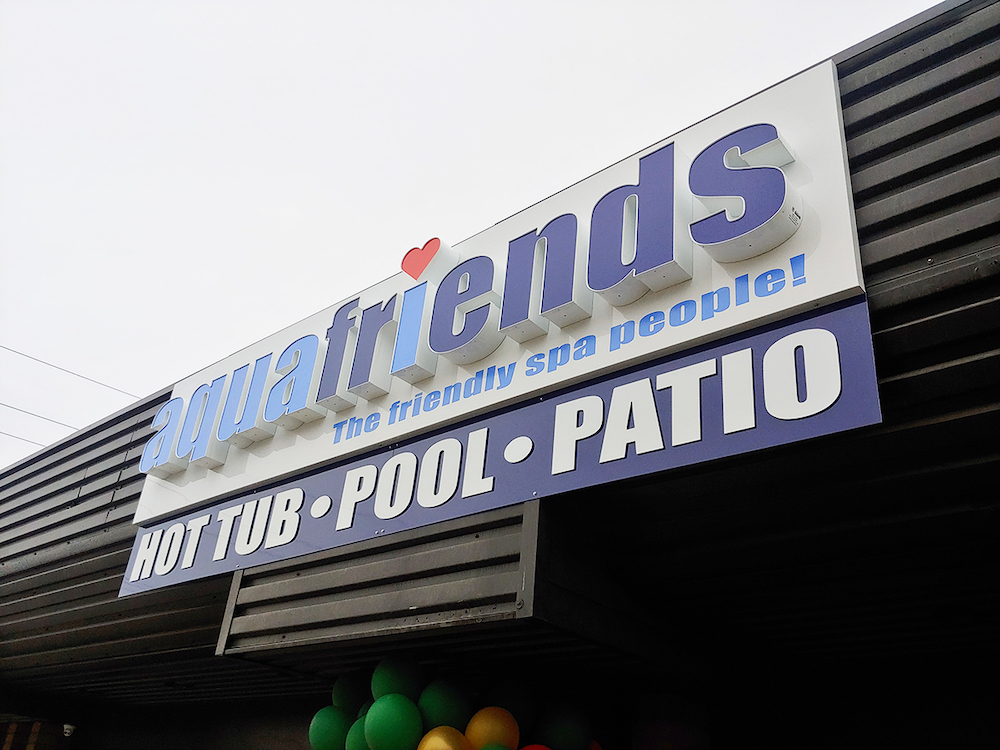 aquafriends
The friendly spa people!
HOT TUB • POOL • PATIO